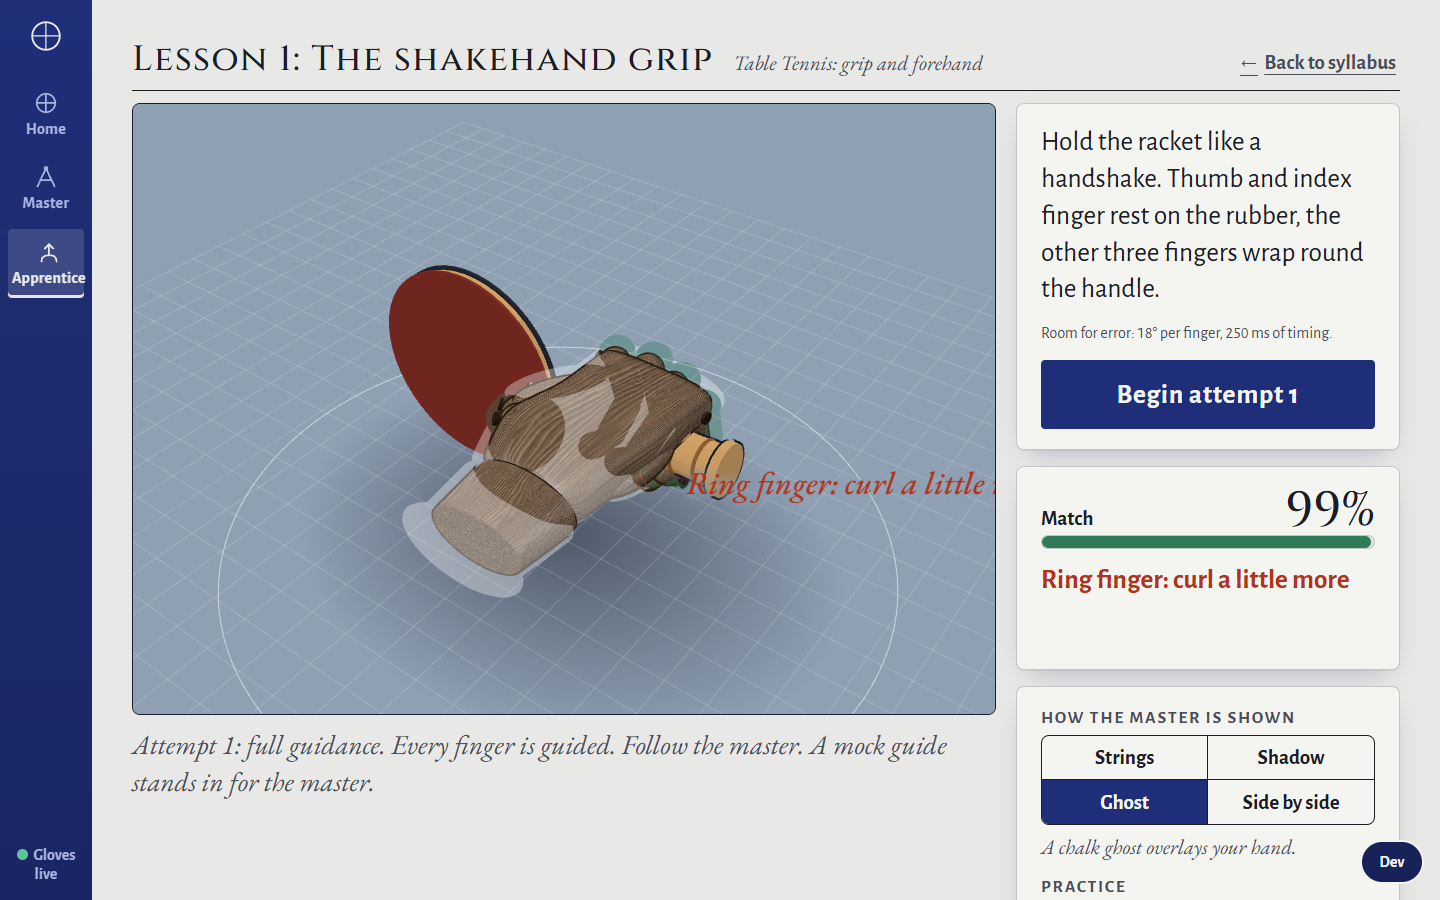 Home
Master
Apprentice
Gloves
live
Lesson 1: The shakehand grip
Table Tennis: grip and forehand
← Back to syllabus
Ring finger: curl a little
Attempt 1: full guidance. Every finger is guided. Follow the master. A mock guide
stands in for the master.
Hold the racket like a
handshake. Thumb and index
finger rest on the rubber, the
other three fingers wrap round
the handle.
Room for error: 18° per finger, 250 ms of timing.
Begin attempt 1
Match
99%
Ring finger: curl a little more
HOW THE MASTER IS SHOWN
Strings
Shadow
Ghost
Side by side
A chalk ghost overlays your hand.
PRACTICE
Dev